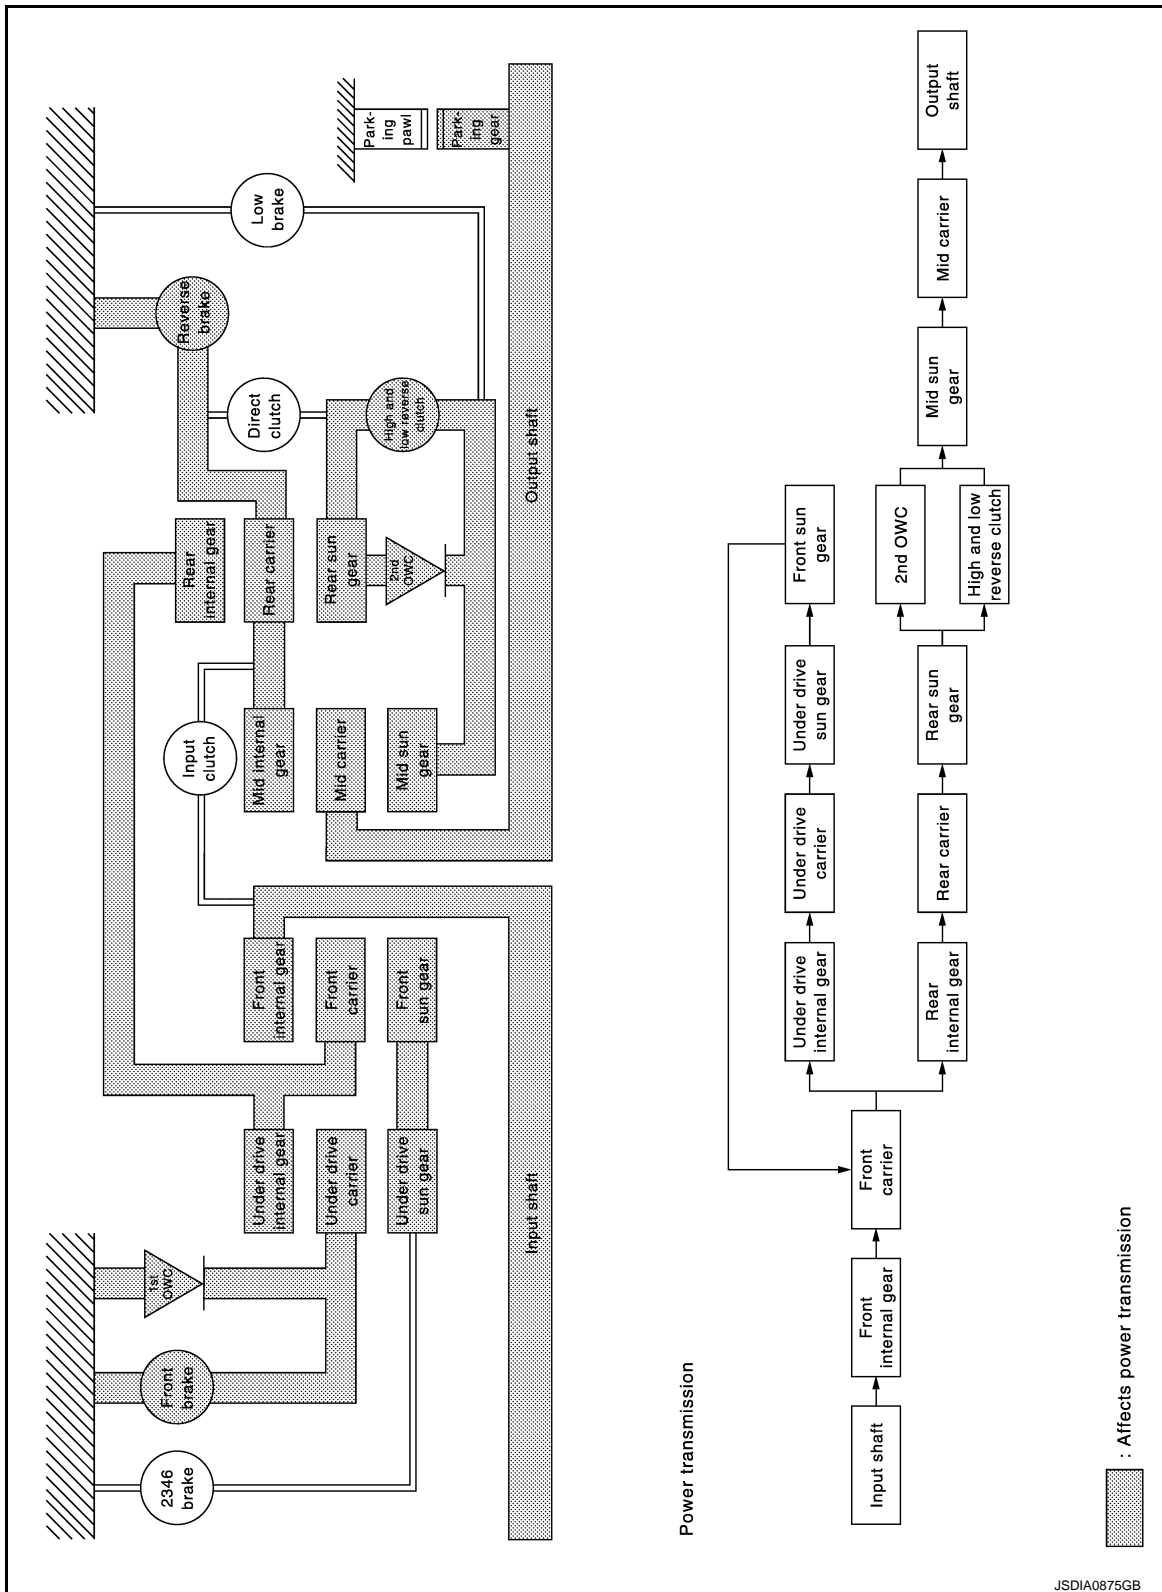 Park-
ing
pawl
Park-
ing
gear
Low
brake
Reverse
brake
Direct
clutch
High and
low reverse
clutch
Output shaft
Rear
internal gear
Rear carrier
Rear sun
gear
2nd
OWC
Input
clutch
Mid internal
gear
Mid carrier
Mid sun
gear
Front
internal gear
Front
carrier
Front
sun gear
Under drive
internal gear
Under drive
carrier
Under drive
sun gear
Input shaft
1st
OWC
Front
brake
2346
brake
Power transmission
Input shaft
Front
internal gear
Front
carrier
Under drive
internal gear
Under drive
carrier
Under drive
sun gear
Front sun
gear
Rear
internal gear
Rear carrier
Rear sun
gear
2nd OWC
High and low
reverse clutch
Mid sun
gear
Mid carrier
Output
shaft
: Affects power transmission
JSDIA0875GB